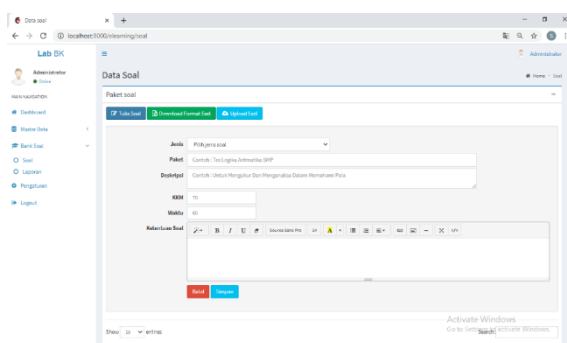 Data soal
localhost:3000/elearning/soal
Lab BK
Administrator
Administrator
Online
Data Soal
Home - Soal
MAIN NAVIGATION
Paket soal
Dashboard
Tulis Soal Download Format Soal Upload Soal
Master Data
Bank Soal
Jenis Pilih jenis soal
Soal
Paket Contoh : Tes Logika Aritmatika SMP
Laporan
Deskripsi Contoh : Untuk Mengukur Dan Menganalisa Dalam Memahami Pola
Pengaturan
KKM 70
Logout
Waktu 60
Ketentuan Soal
B I U Source Sans Pro 14 A
Batal Simpan
Activate Windows
Go to Settings to activate Windows.
Show 10 entries Search: